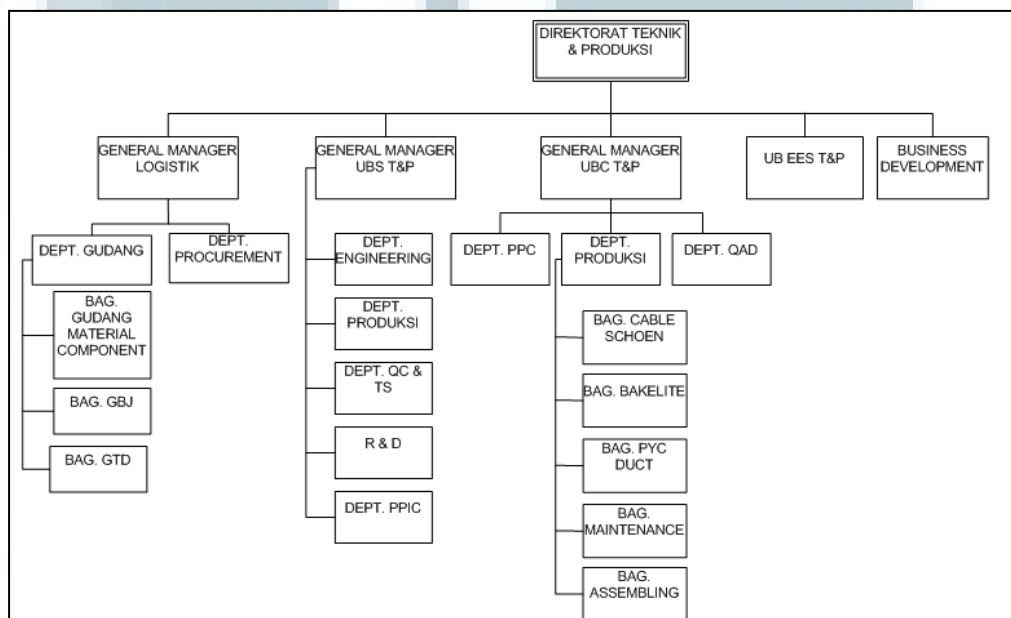 DIREKTORAT TEKNIK
& PRODUKSI
GENERAL MANAGER
LOGISTIK
GENERAL MANAGER
UBS T&P
GENERAL MANAGER
UBC T&P
UB EES T&P
BUSINESS
DEVELOPMENT
DEPT. GUDANG
DEPT.
PROCUREMENT
DEPT.
ENGINEERING
DEPT. PPC
DEPT.
PRODUKSI
DEPT. QAD
BAG.
GUDANG
MATERIAL
COMPONENT
BAG. GBJ
BAG. GTD
DEPT.
PRODUKSI
DEPT. QC &
TS
R & D
DEPT. PPIC
BAG. CABLE
SCHOEN
BAG. BAKELITE
BAG. PYC
DUCT
BAG.
MAINTENANCE
BAG.
ASSEMBLING